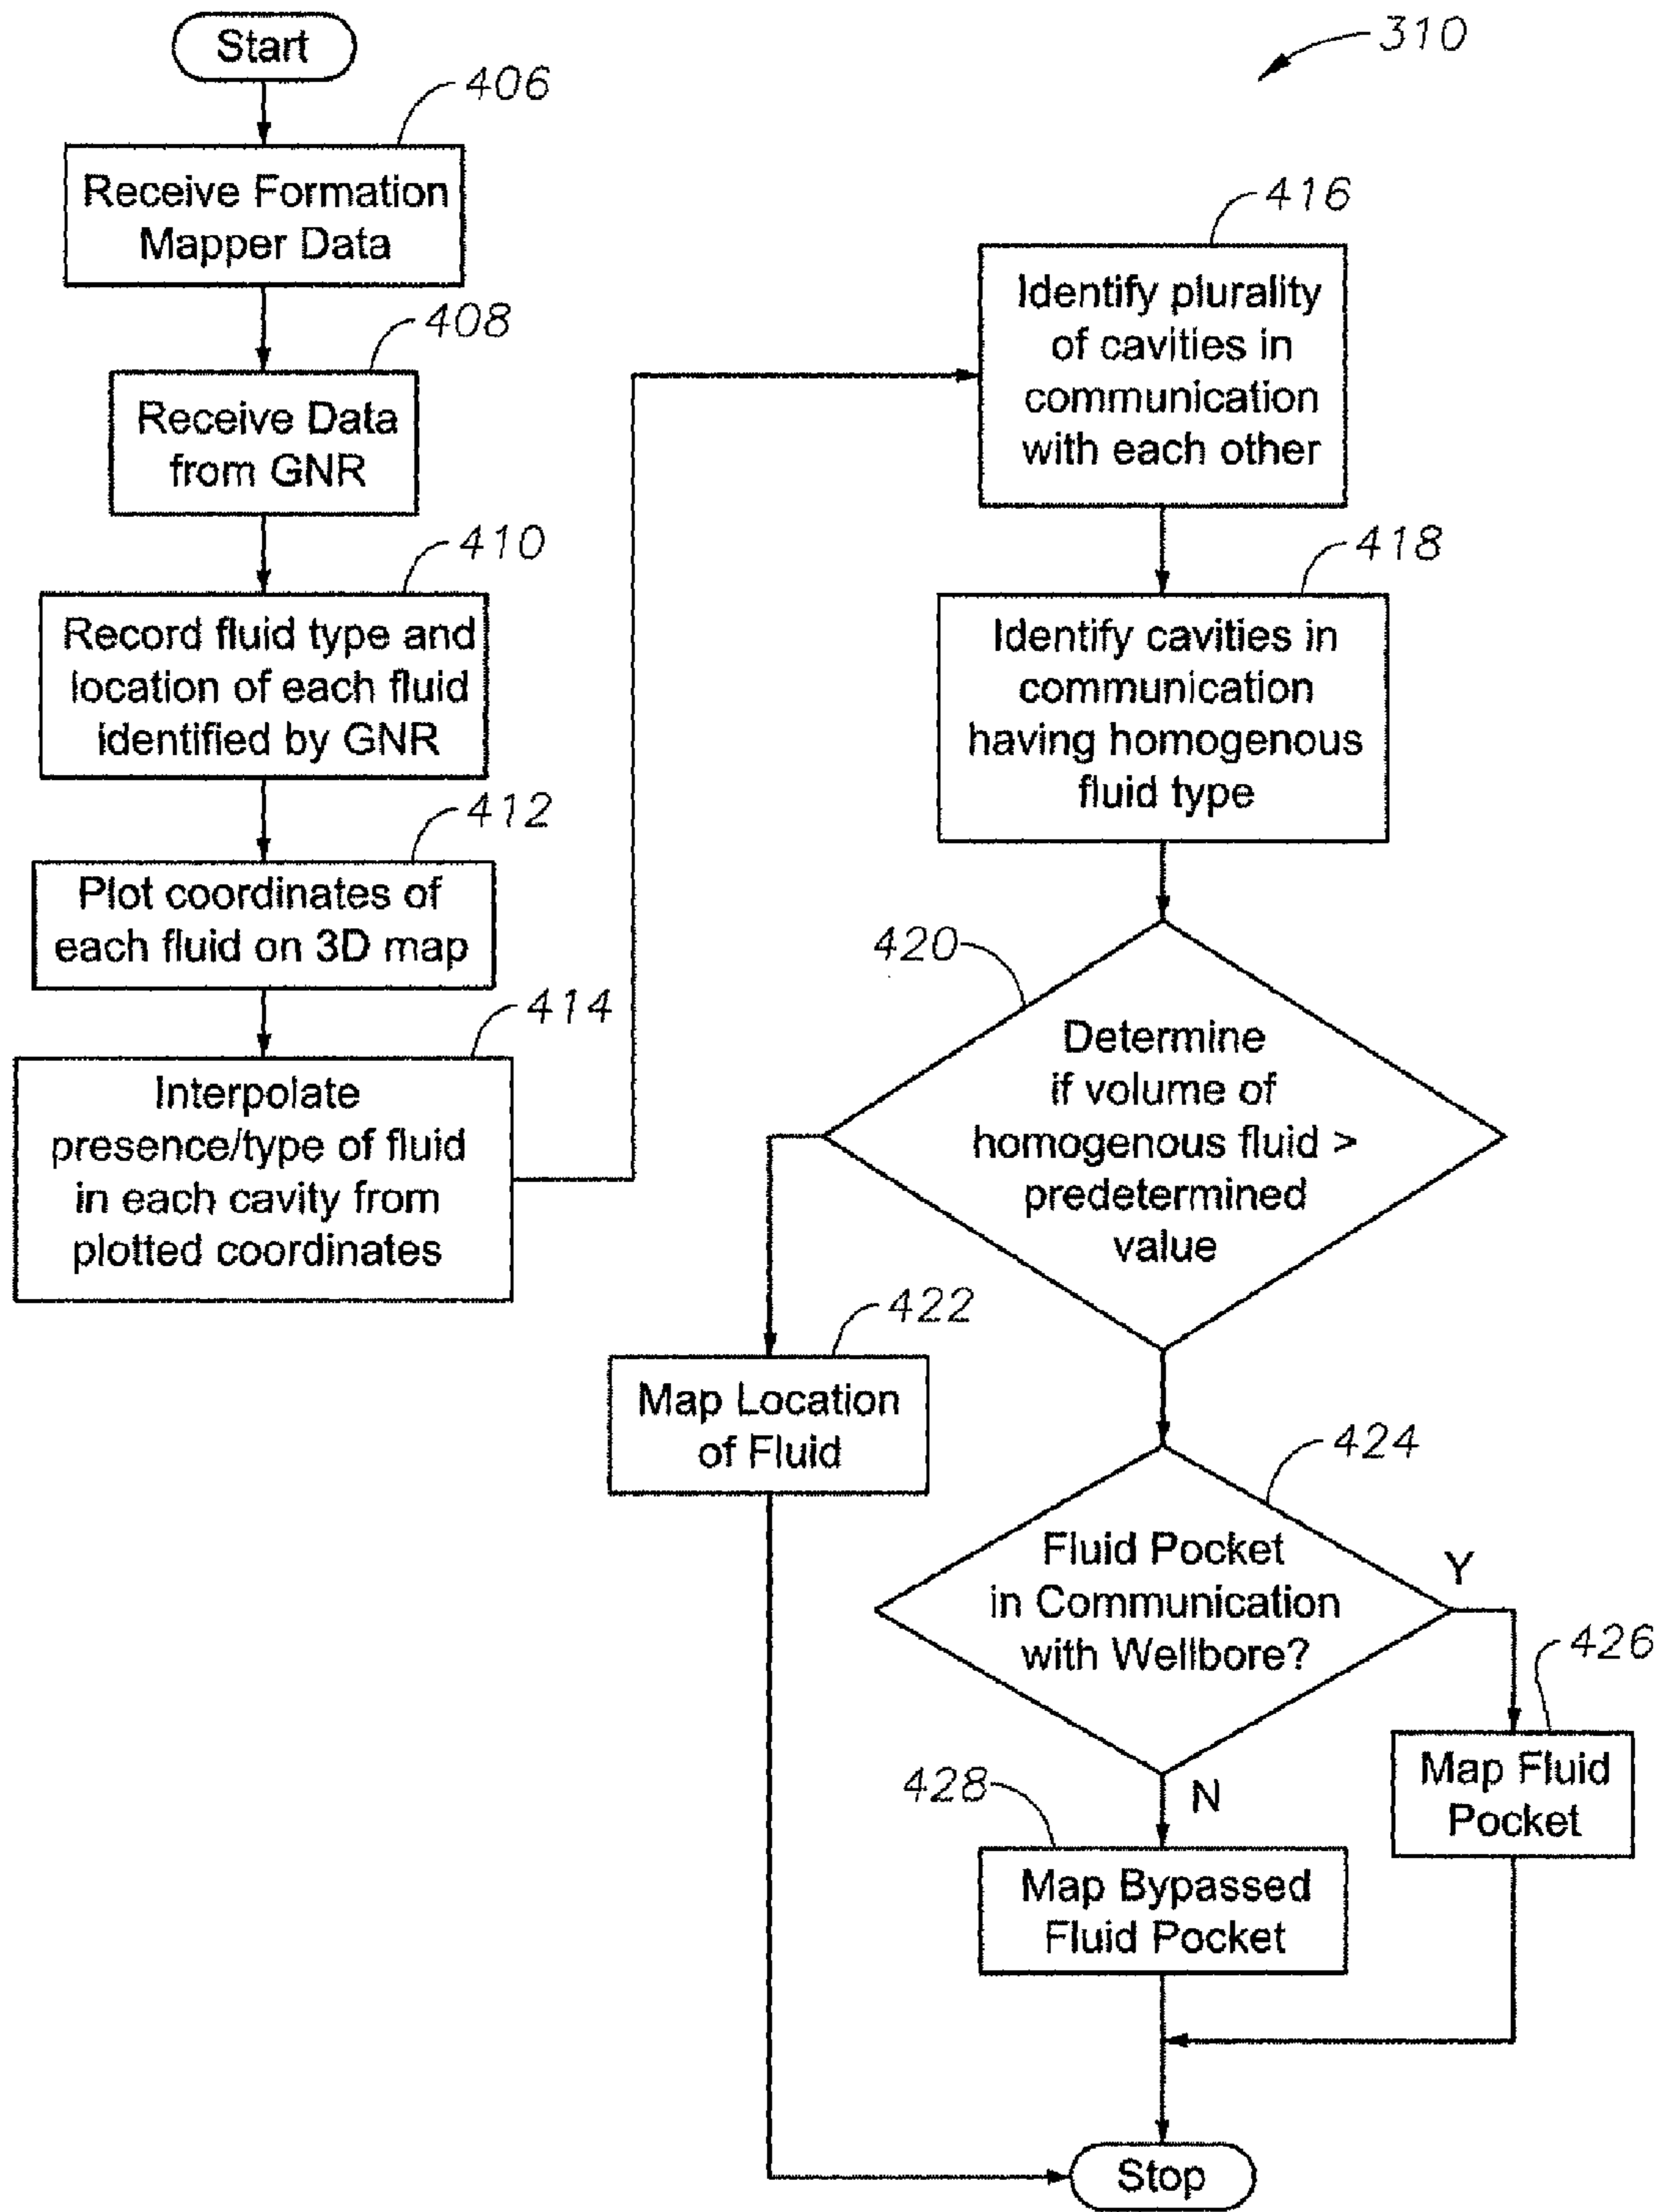 310
Start
406
Receive Formation
Mapper Data
408
Receive Data
from GNR
410
Record fluid type and
location of each fluid
identified by GNR
412
Plot coordinates of
each fluid on 3D map
414
Interpolate
presence/type of fluid
in each cavity from
plotted coordinates
416
Identify plurality
of cavities in
communication
with each other
418
Identify cavities in
communication
having homogenous
fluid type
420
Determine
if volume of
homogenous fluid >
predetermined
value
422
Map Location
of Fluid
424
Fluid Pocket
in Communication
with Wellbore?
Y
426
Map Fluid
Pocket
N
428
Map Bypassed
Fluid Pocket
Stop